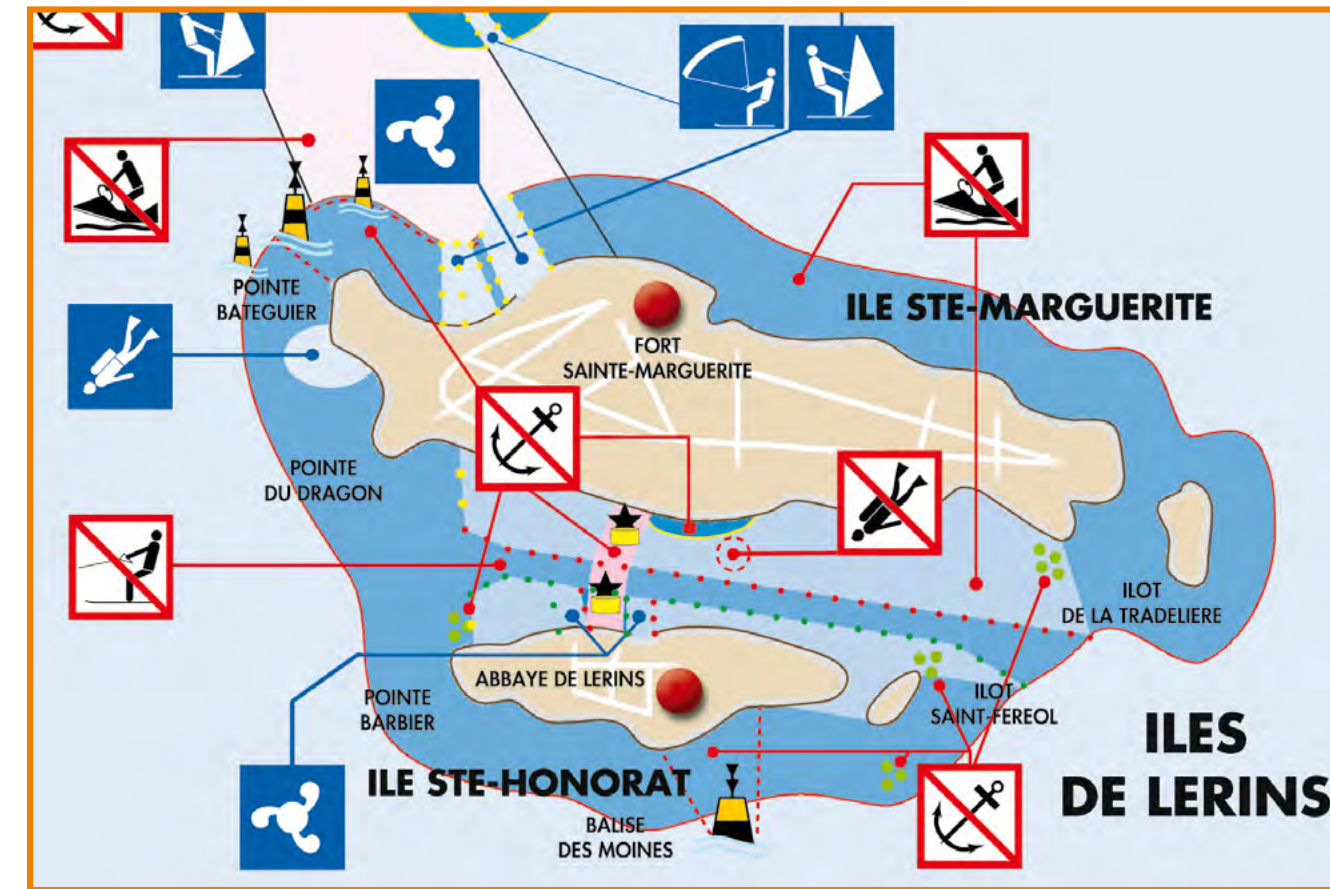 POINTE
BATEGUIER
ILE STE-MARGUERITE
FORT
SAINTE-MARGUERITE
POINTE
DU DRAGON
ILOT
DE LA TRADELIERE
ABBAYE DE LERINS
POINTE
BARBIER
ILOT
SAINT-FEREOL
ILES
DE LERINS
ILE STE-HONORAT
BALISE
DES MOINES